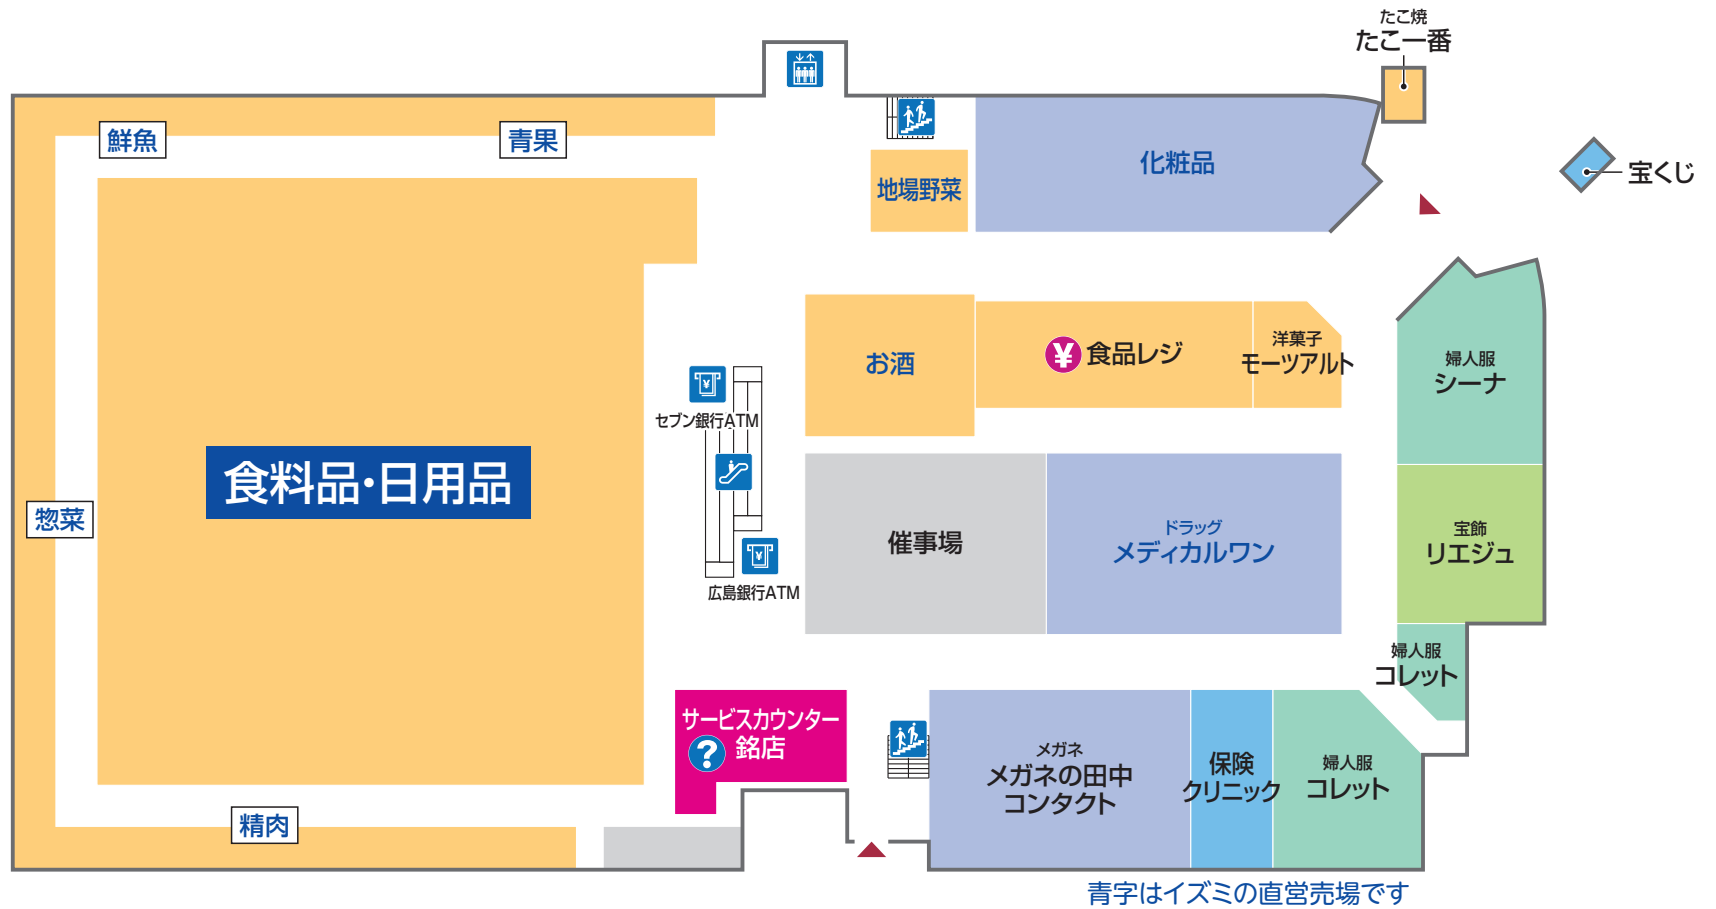 たこ焼
たこ一番
鮮魚
青果
地場野菜
化粧品
宝くじ
お酒
¥ 食品レジ
洋菓子
モーツアルト
婦人服
シーナ
¥
セブン銀行ATM
食料品・日用品
惣菜
催事場
ドラッグ
メディカルワン
宝飾
リエジュ
¥
広島銀行ATM
婦人服
コレット
サービスカウンター
? 銘店
メガネ
メガネの田中
コンタクト
保険
クリニック
婦人服
コレット
精肉
青字はイズミの直営売場です